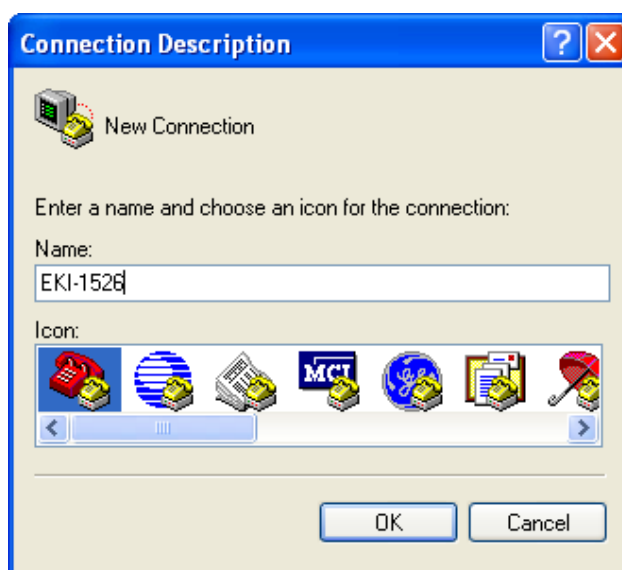 Connection Description
New Connection
Enter a name and choose an icon for the connection:
Name:
EKI-1526
Icon:
MCI
OK
Cancel